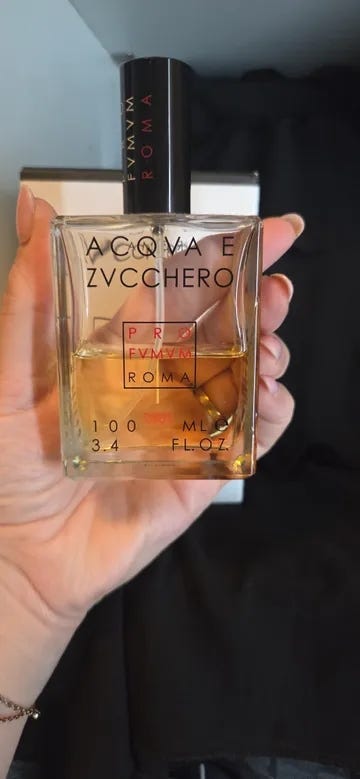 FVMVM
ROMA
ACQVA E
ZVCCHERO
PRO
FVMVM
ROMA
100 ML ℮
3.4 FL.OZ.